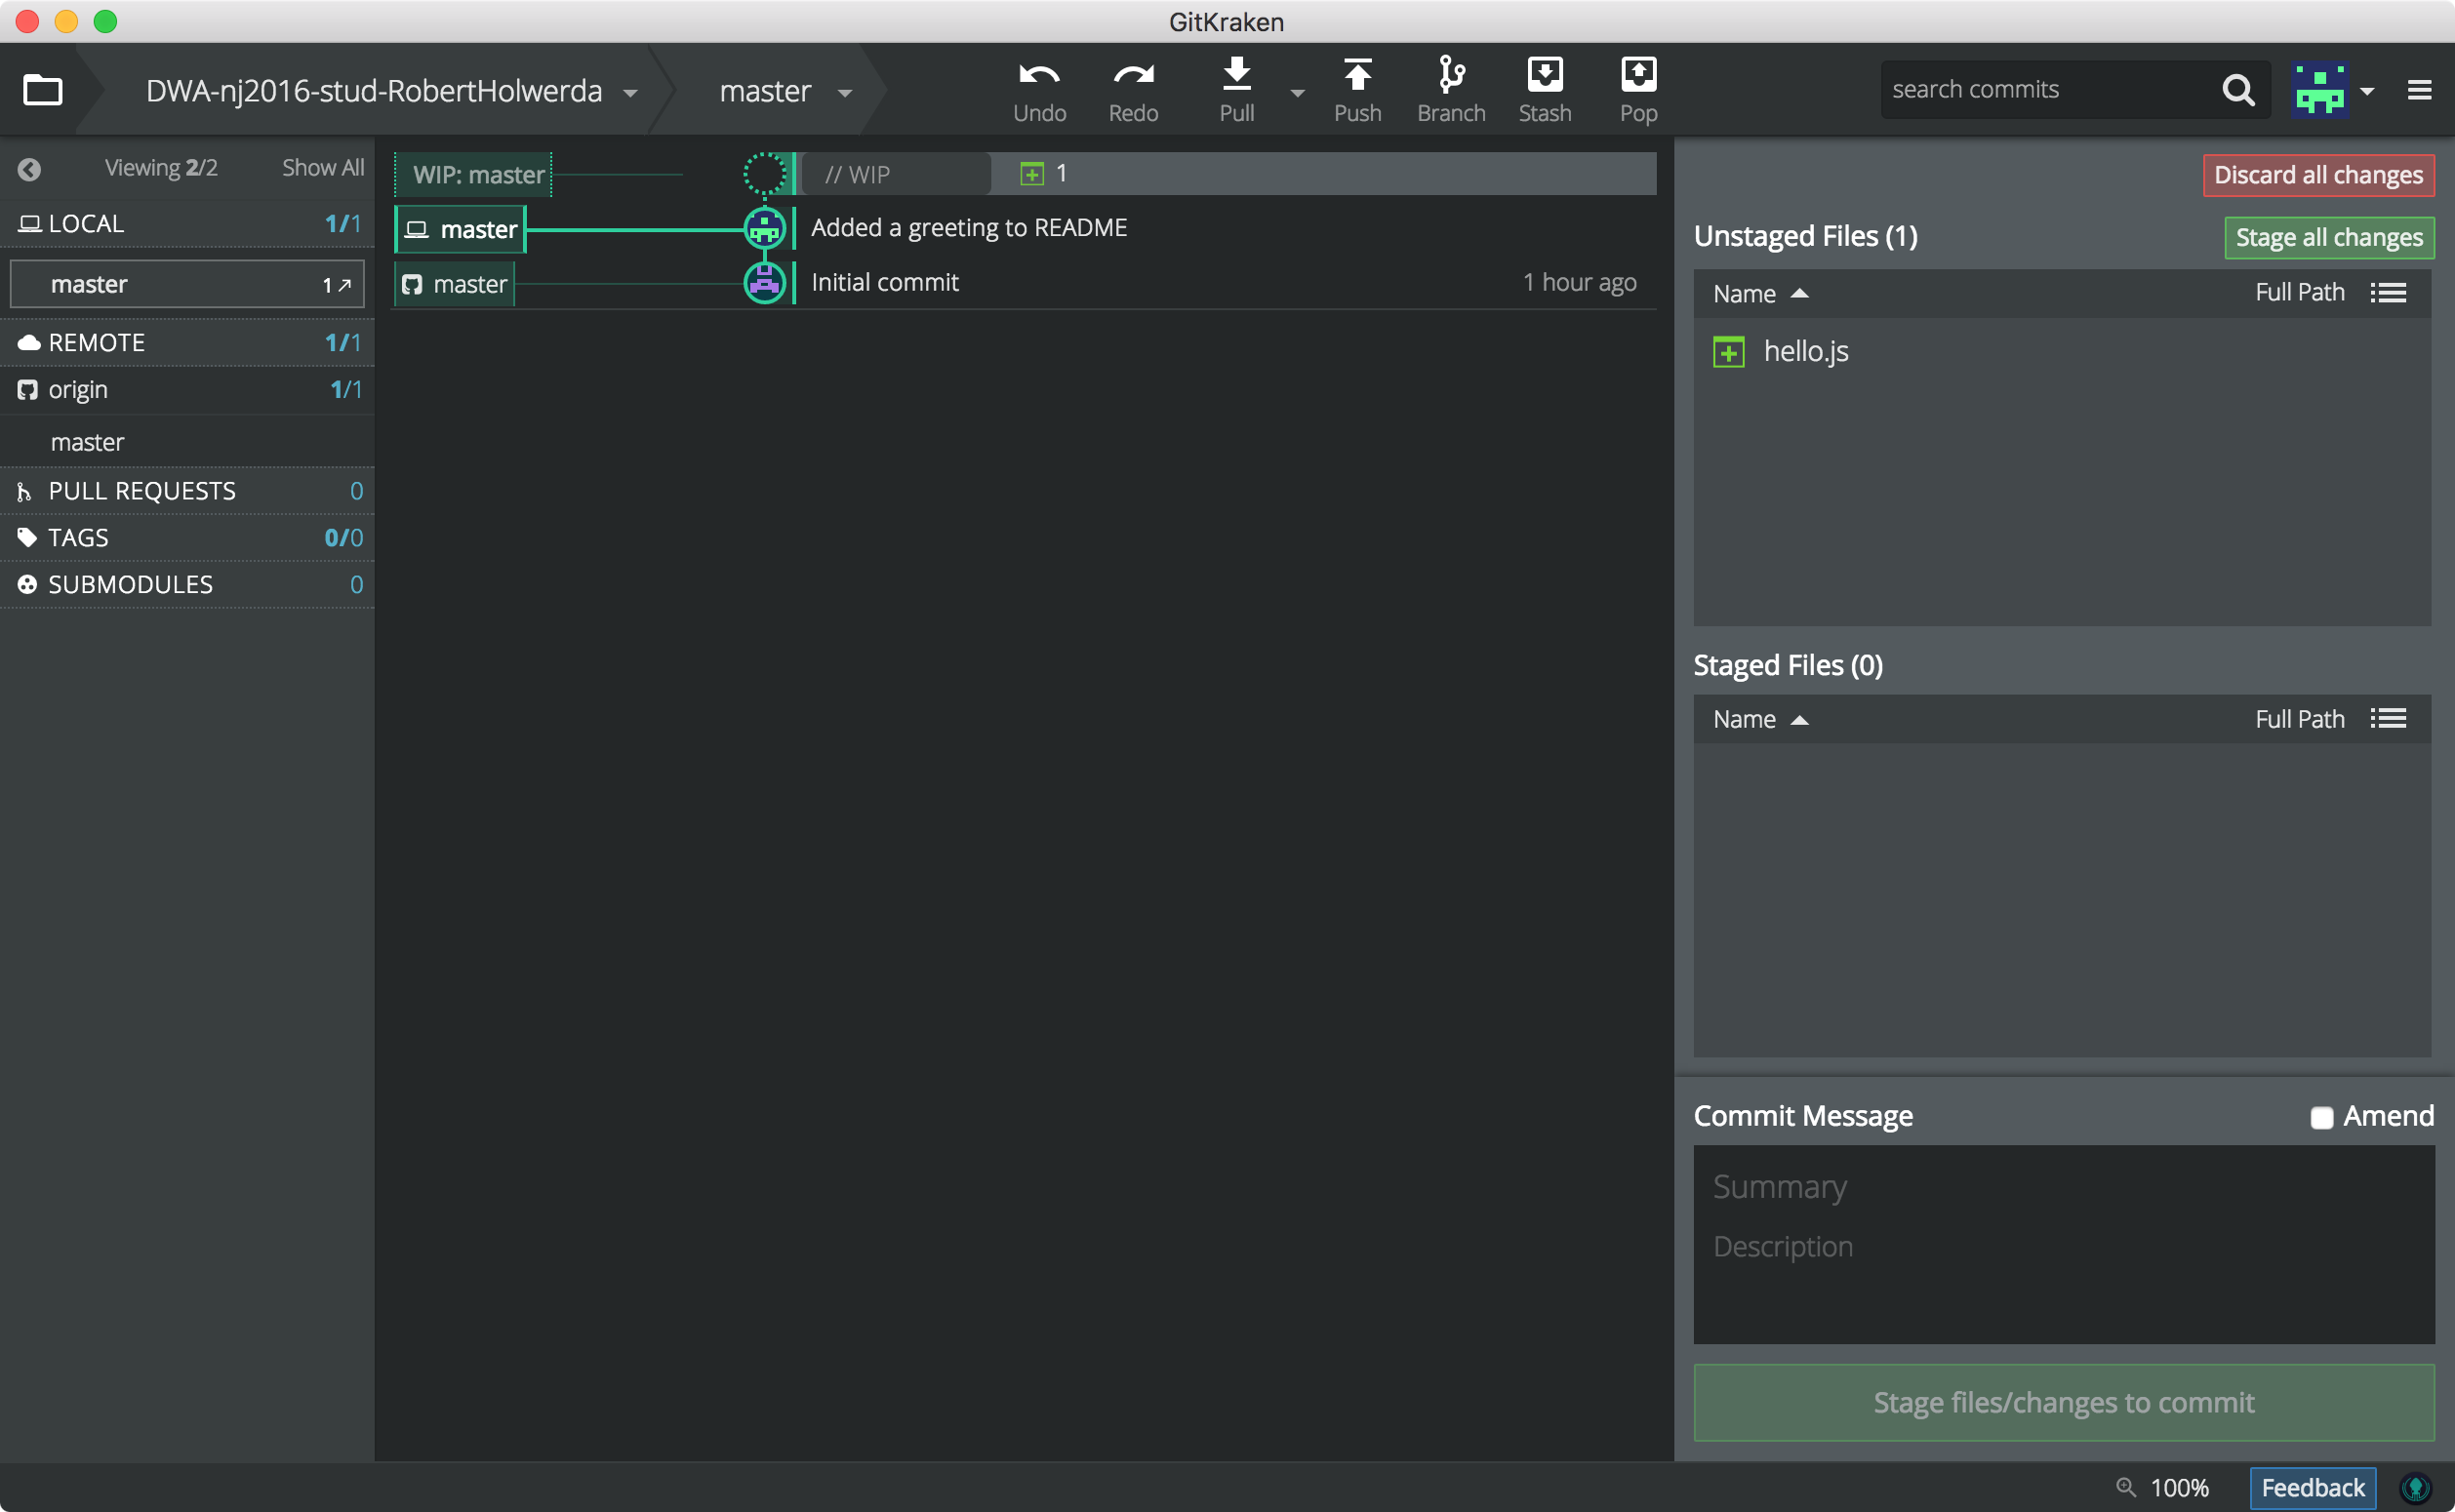 GitKraken
DWA-nj2016-stud-RobertHolwerda
master
Undo
Redo
Pull
Push
Branch
Stash
Pop
search commits
Viewing 2/2
Show All
LOCAL 1/1
master 1
REMOTE 1/1
origin 1/1
master
PULL REQUESTS 0
TAGS 0/0
SUBMODULES 0
WIP: master
// WIP
1
master
Added a greeting to README
master
Initial commit
1 hour ago
Discard all changes
Unstaged Files (1)
Stage all changes
Name
Full Path
hello.js
Staged Files (0)
Name
Full Path
Commit Message
Amend
Summary
Description
Stage files/changes to commit
100%
Feedback